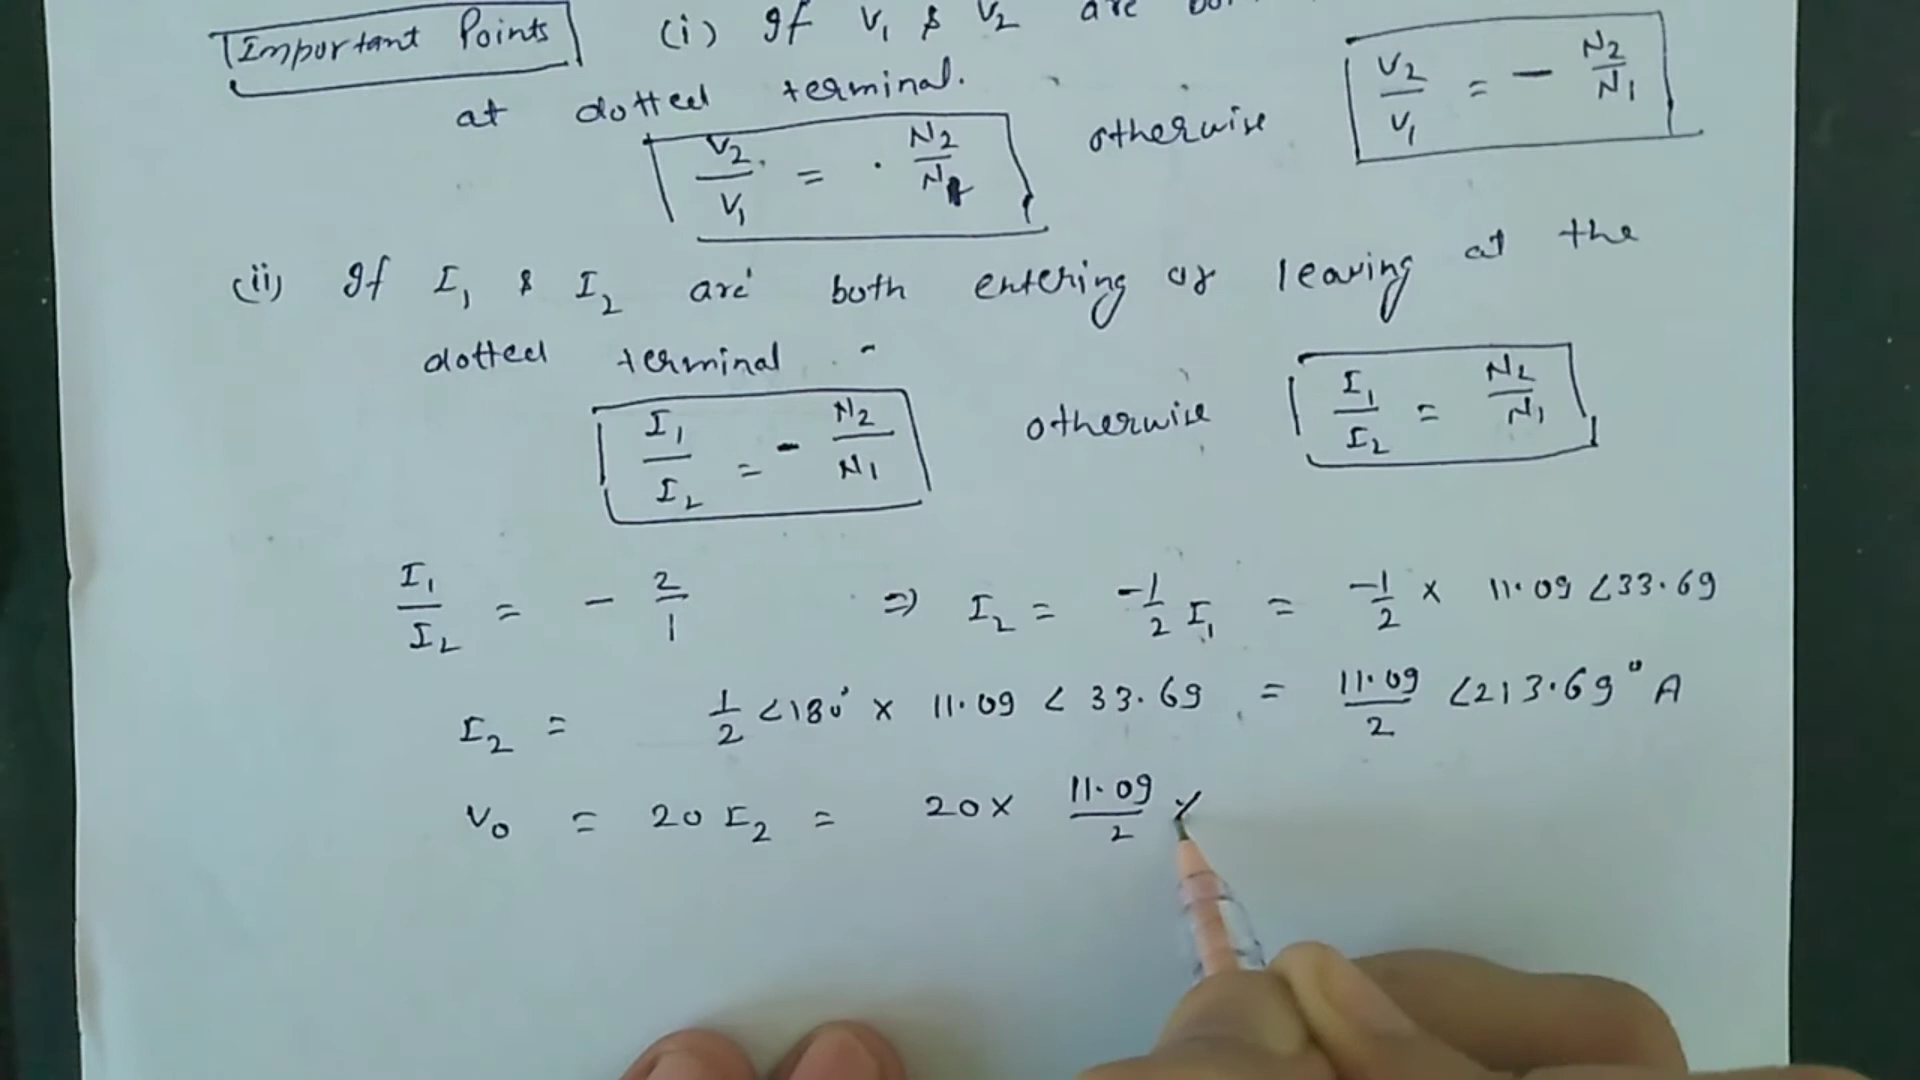 Important Points (i) If V1 & V2 are
at dotted terminal.
V2/V1 = N2/N1 otherwise V2/V1 = - N2/N1
(ii) If I1 & I2 are both entering or leaving at the
dotted terminal -
I1/I2 = - N2/N1 otherwise I1/I2 = N2/N1
I1/I2 = - 2/1 => I2 = -1/2 I1 = -1/2 x 11.09 ∠33.69
I2 = 1/2 ∠180° x 11.09 ∠ 33.69 = 11.09/2 ∠213.69° A
V0 = 20 I2 = 20 x 11.09/2